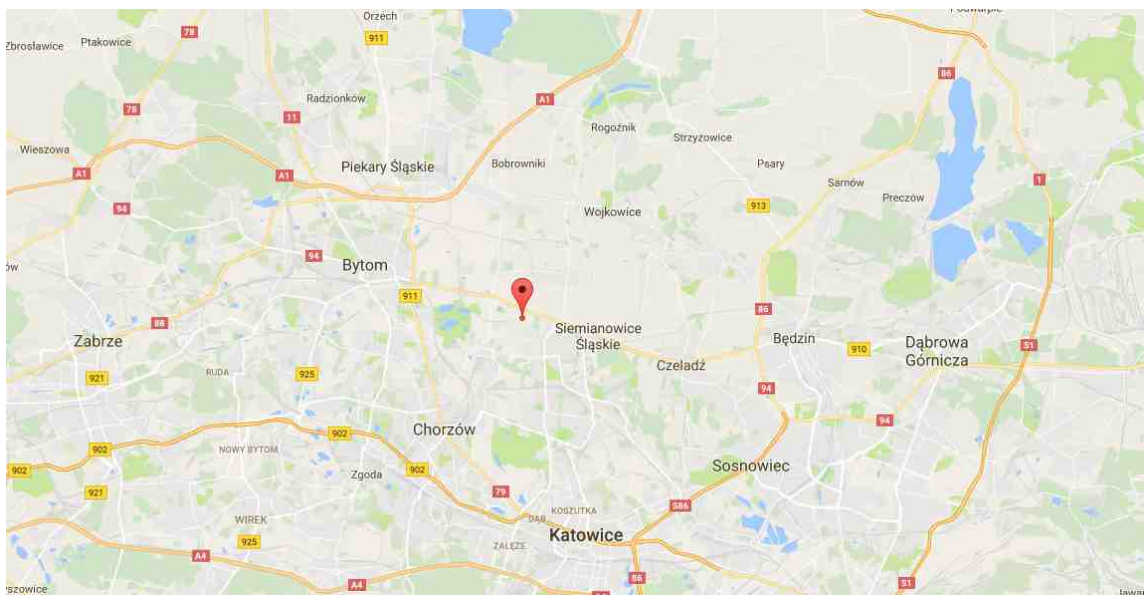 Orzech
Podwarpie
78
911
Zbrosławice
Ptakowice
86
Radzionków
78
11
A1
Rogoźnik
Strzyżowice
Wieszowa
A1
A1
Piekary Śląskie
Bobrowniki
Psary
Sarnów
1
94
Wojkowice
913
Preczów
94
Bytom
911
86
88
Zabrze
Siemianowice
Śląskie
Będzin
910
Dąbrowa
Górnicza
S1
921
RUDA
925
Czeladź
94
94
Chorzów
902
902
NOWY BYTOM
902
902
Zgoda
Sosnowiec
921
79
S86
WIREK
DĄB
KOSZUTKA
925
ZAŁĘŻE
Katowice
A4
A4
86
S1